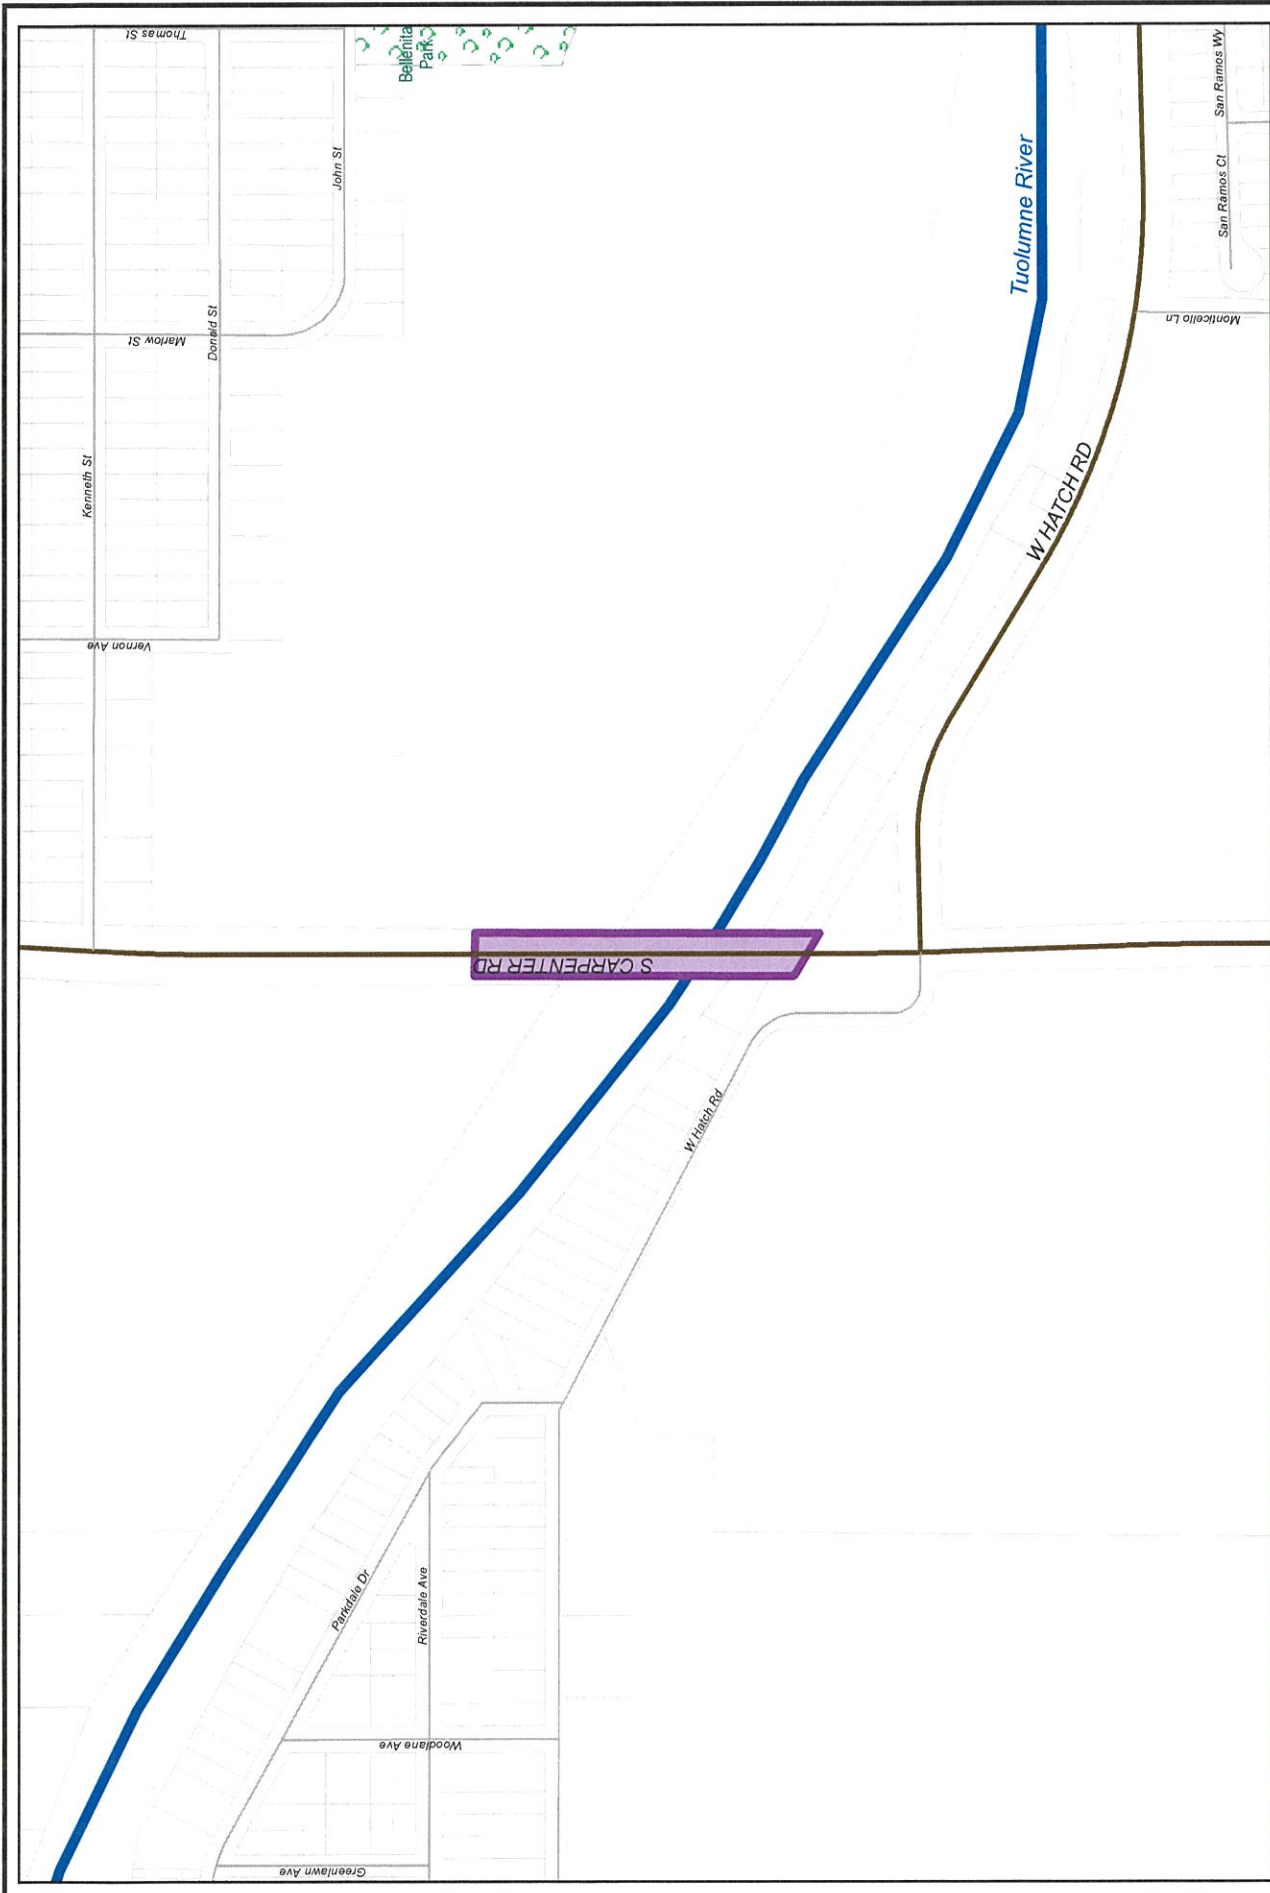 Thomas St
Bellenita
Park
Kenneth St
Marlow St
Donald St
John St
Vernon Ave
Tuolumne River
San Ramos Wy
San Ramos Ct
Monticello Ln
W HATCH RD
S CARPENTER RD
W Hatch Rd
Parkdale Dr
Riverdale Ave
Woodlane Ave
Greenlawn Ave